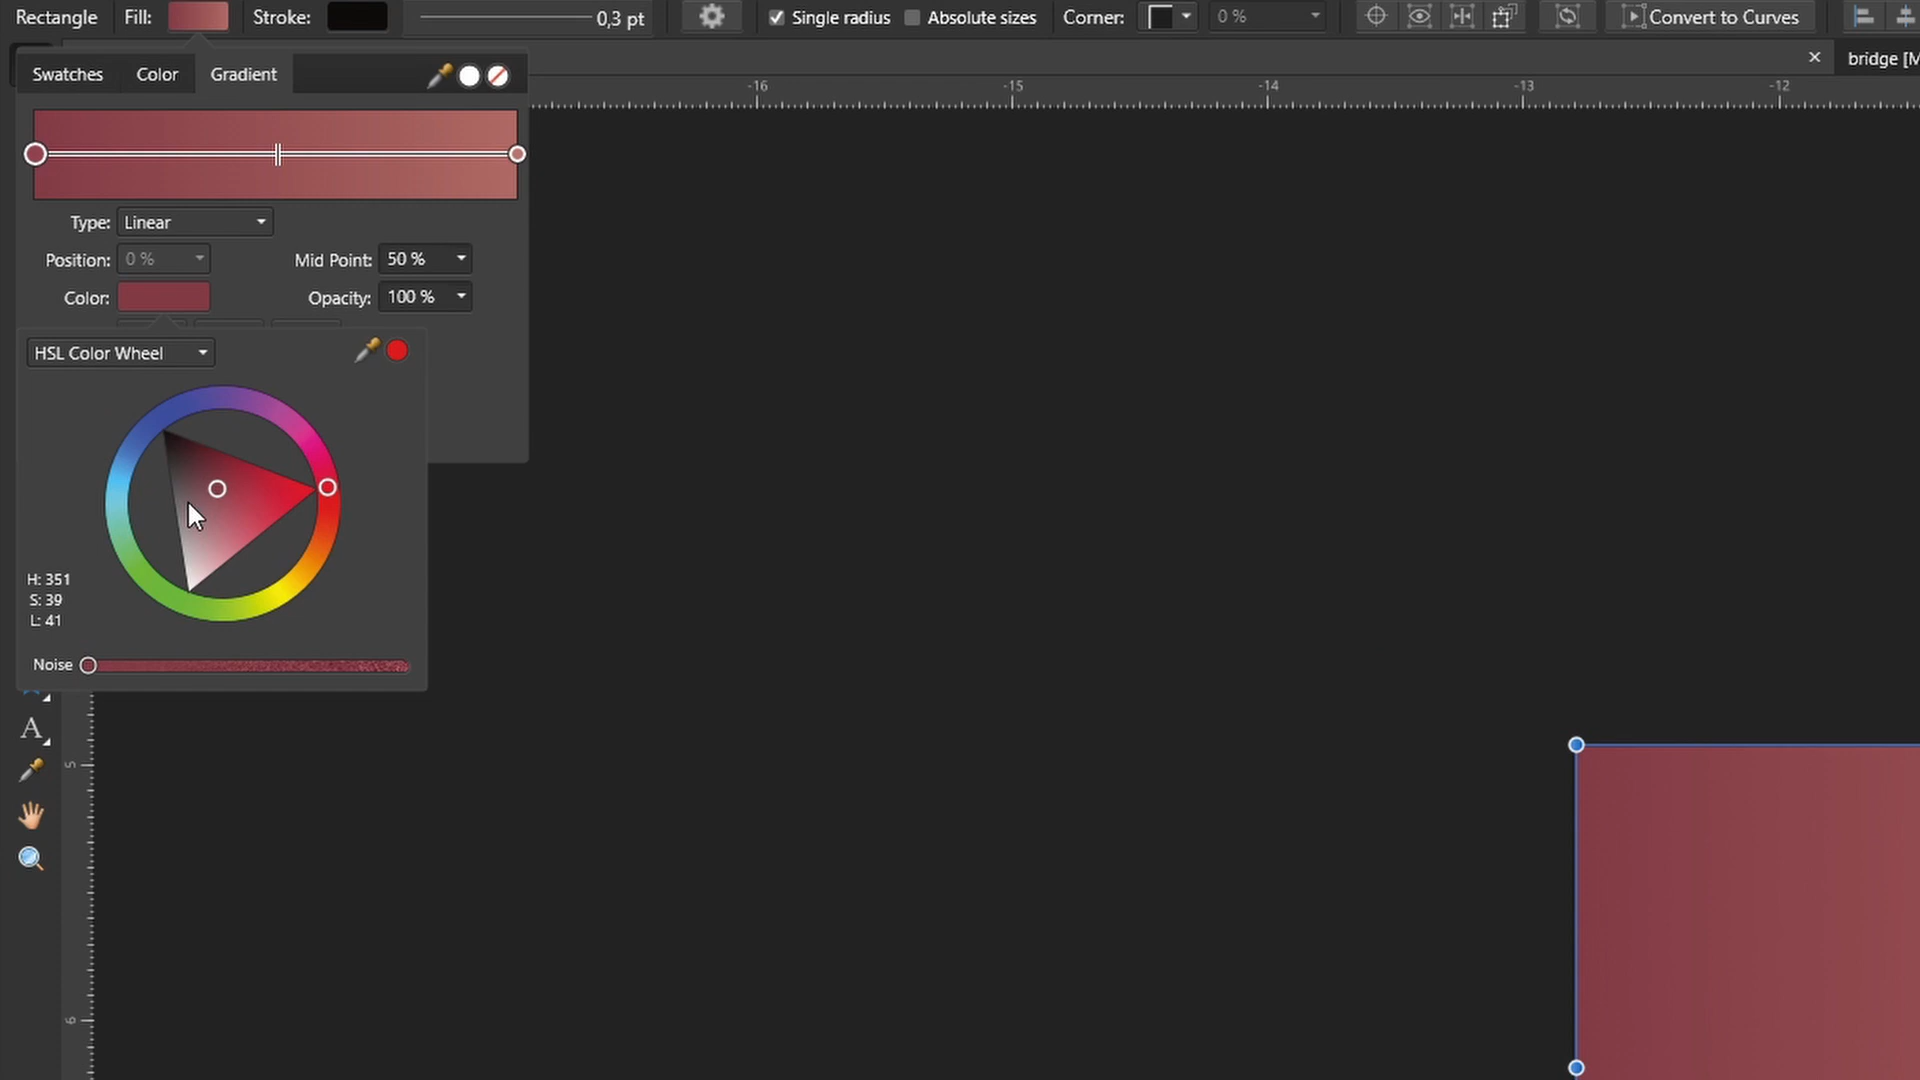 Rectangle Fill: Stroke: 0,3 pt Single radius Absolute sizes Corner: 0 % Convert to Curves
Swatches Color Gradient
bridge [M
-16 -15 -14 -13 -12
Type: Linear
Position: 0 % Mid Point: 50 %
Color: Opacity: 100 %
HSL Color Wheel
H: 351
S: 39
L: 41
Noise
A
5
6